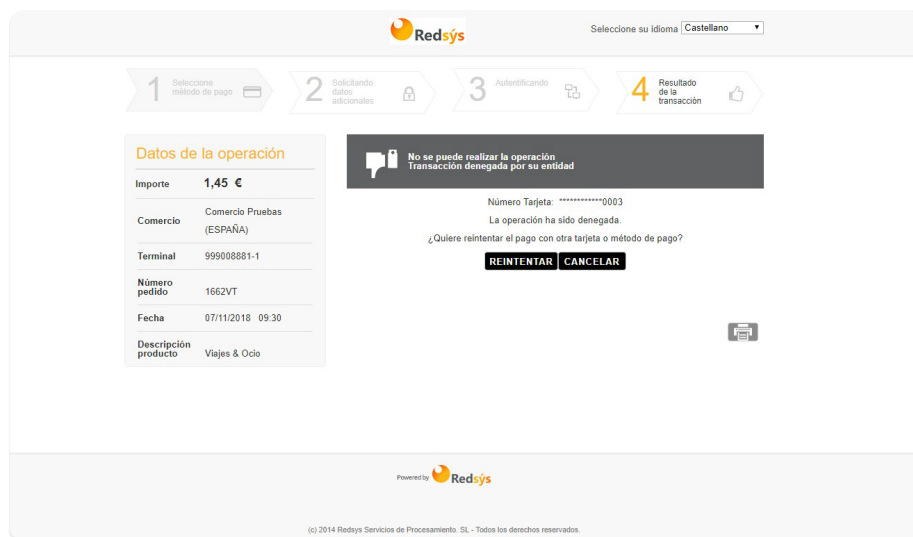 Redsýs
Seleccione su idioma Castellano
1 Seleccione
método de pago
2 Solicitando
datos
adicionales
3 Autentificando
4 Resultado
de la
transacción
Datos de la operación
Importe 1,45 €
Comercio Comercio Pruebas
(ESPAÑA)
Terminal 999008881-1
Número
pedido 1662VT
Fecha 07/11/2018 09:30
Descripción
producto Viajes & Ocio
No se puede realizar la operación
Transacción denegada por su entidad
Número Tarjeta: ************0003
La operación ha sido denegada.
¿Quiere reintentar el pago con otra tarjeta o método de pago?
REINTENTAR CANCELAR
Powered by Redsýs
(c) 2014 Redsys Servicios de Procesamiento. SL - Todos los derechos reservados.